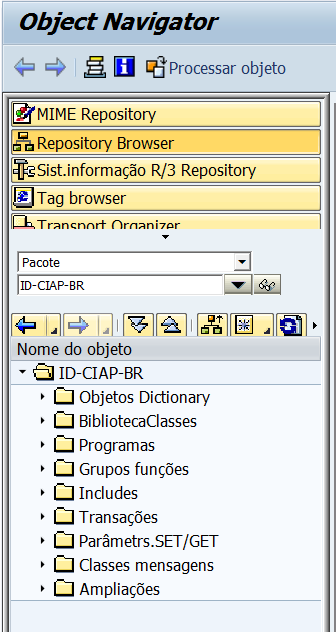 Object Navigator
Processar objeto
MIME Repository
Repository Browser
Sist.informação R/3 Repository
Tag browser
Transport Organizer
Pacote
ID-CIAP-BR
Nome do objeto
ID-CIAP-BR
Objetos Dictionary
BibliotecaClasses
Programas
Grupos funções
Includes
Transações
Parâmetrs.SET/GET
Classes mensagens
Ampliações